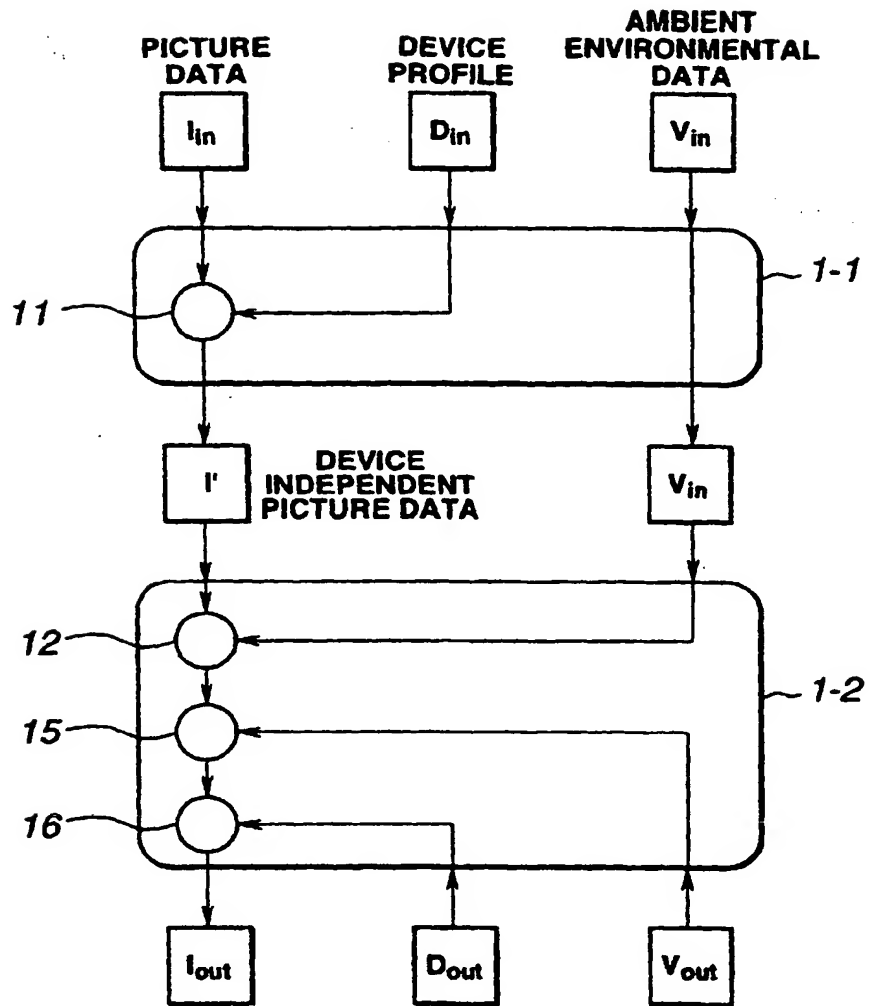 PICTURE
DATA
DEVICE
PROFILE
AMBIENT
ENVIRONMENTAL
DATA
Iin
Din
Vin
1-1
11
I'
DEVICE
INDEPENDENT
PICTURE DATA
Vin
12
1-2
15
16
Iout
Dout
Vout